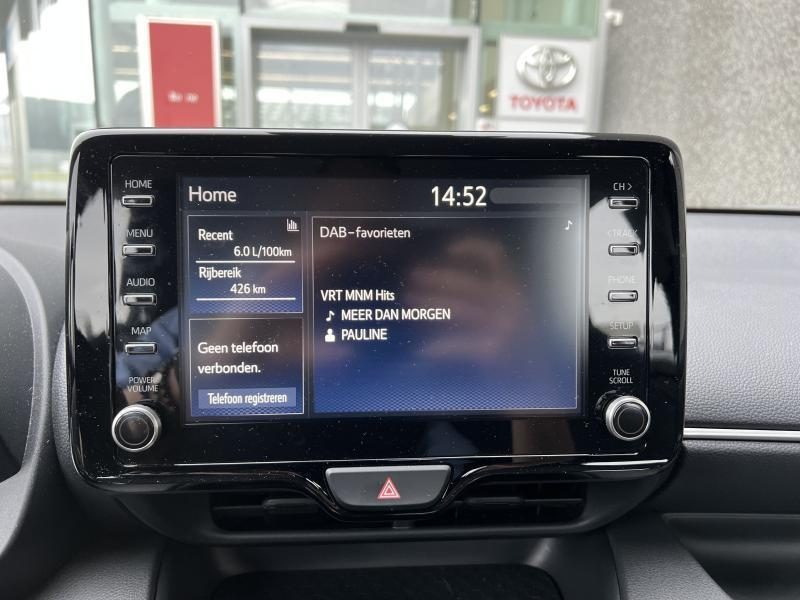 TOYOTA
Home
14:52
HOME
MENU
AUDIO
MAP
POWER
VOLUME
Recent
6.0 L/100km
Rijbereik
426 km
Geen telefoon
verbonden.
Telefoon registreren
DAB-favorieten
VRT MNM Hits
MEER DAN MORGEN
PAULINE
CH >
< TRACK
PHONE
SETUP
TUNE
SCROLL